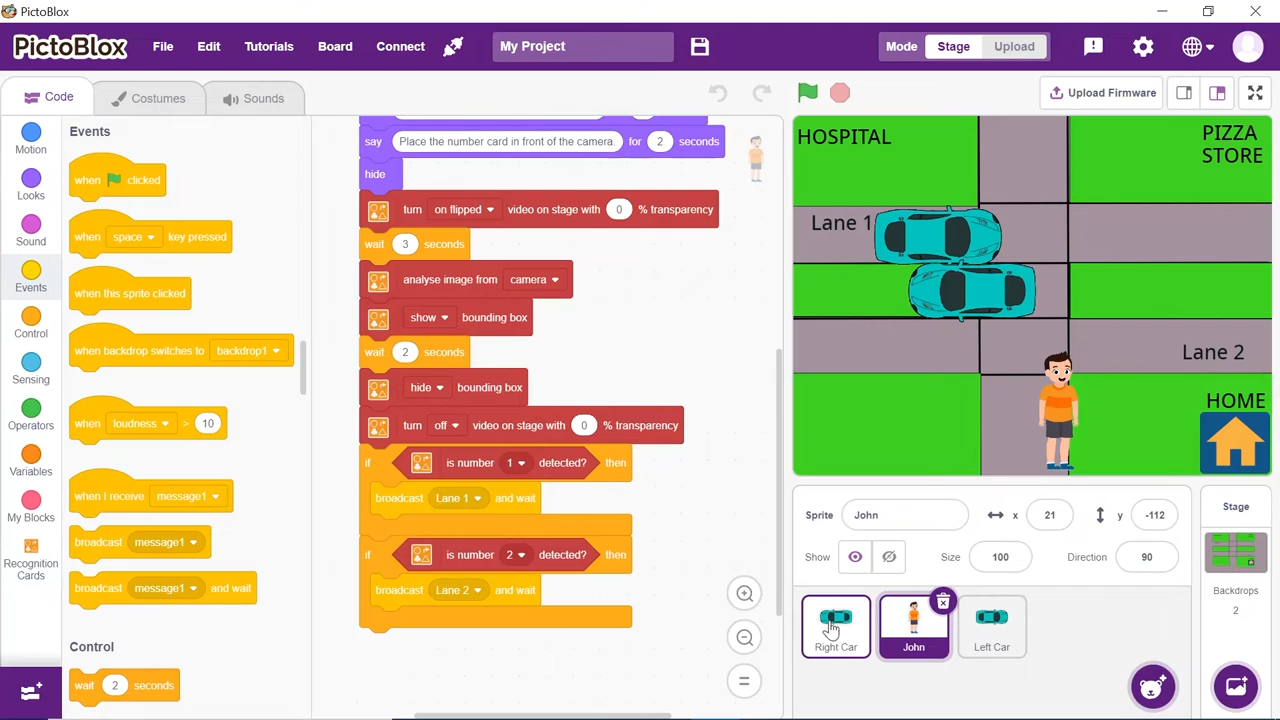 PictoBlox
PictoBlox File Edit Tutorials Board Connect My Project Mode Stage Upload
Code Costumes Sounds Upload Firmware
Motion
Looks
Sound
Events
Control
Sensing
Operators
Variables
My Blocks
Recognition
Cards
Events
when clicked
when space key pressed
when this sprite clicked
when backdrop switches to backdrop1
when loudness > 10
when I receive message1
broadcast message1
broadcast message1 and wait
Control
wait 2 seconds
say Place the number card in front of the camera. for 2 seconds
hide
turn on flipped video on stage with 0 % transparency
wait 3 seconds
analyse image from camera
show bounding box
wait 2 seconds
hide bounding box
turn off video on stage with 0 % transparency
if is number 1 detected? then
broadcast Lane 1 and wait
if is number 2 detected? then
broadcast Lane 2 and wait
HOSPITAL
PIZZA
STORE
Lane 1
Lane 2
HOME
Sprite John x 21 y -112
Show Size 100 Direction 90
Right Car John Left Car
Stage
Backdrops
2